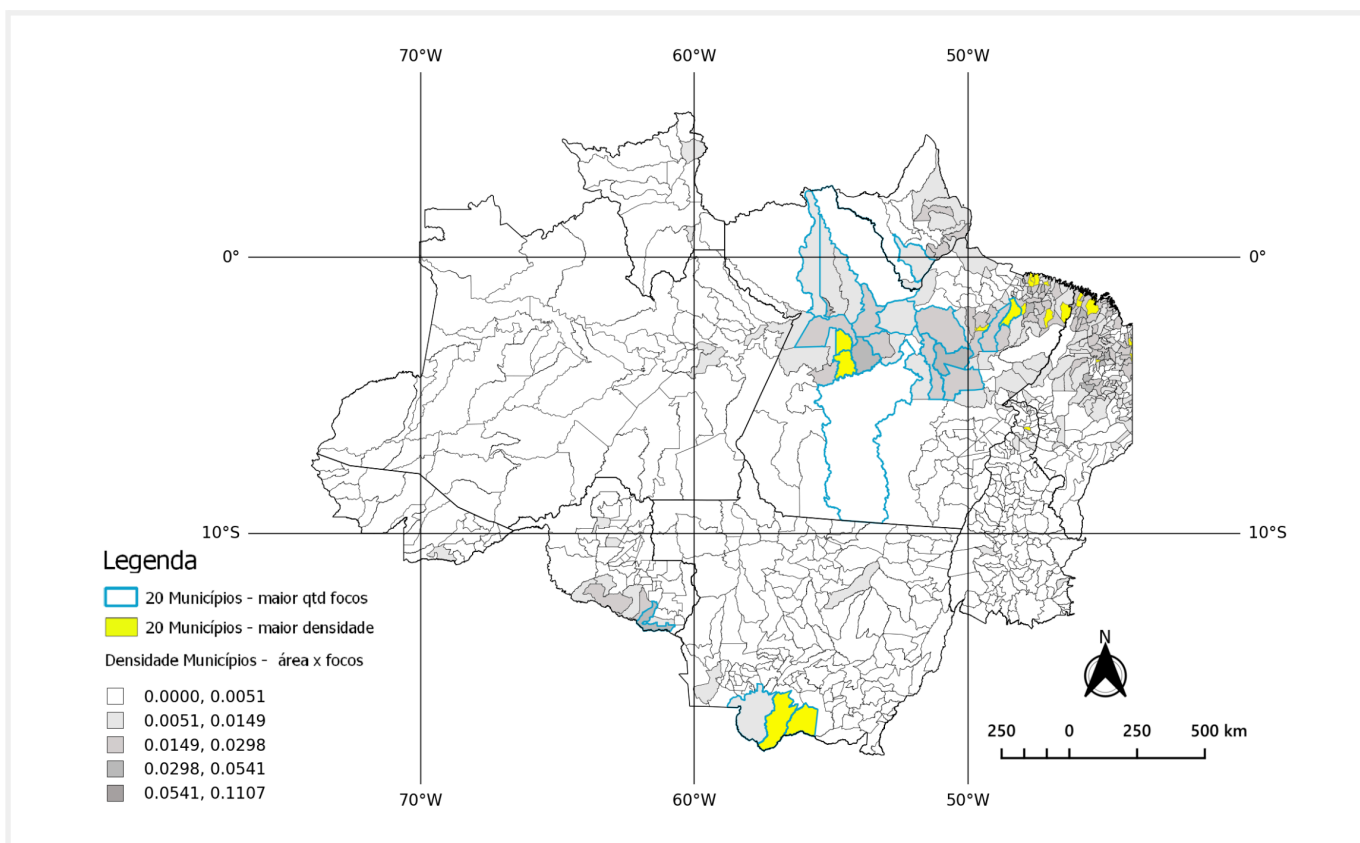 70°W 60°W 50°W
0° 0°
10°S 10°S
Legenda
20 Municípios - maior qtd focos
20 Municípios - maior densidade
Densidade Municípios - área x focos
0.0000, 0.0051
0.0051, 0.0149
0.0149, 0.0298
0.0298, 0.0541
0.0541, 0.1107
N
250 0 250 500 km
70°W 60°W 50°W